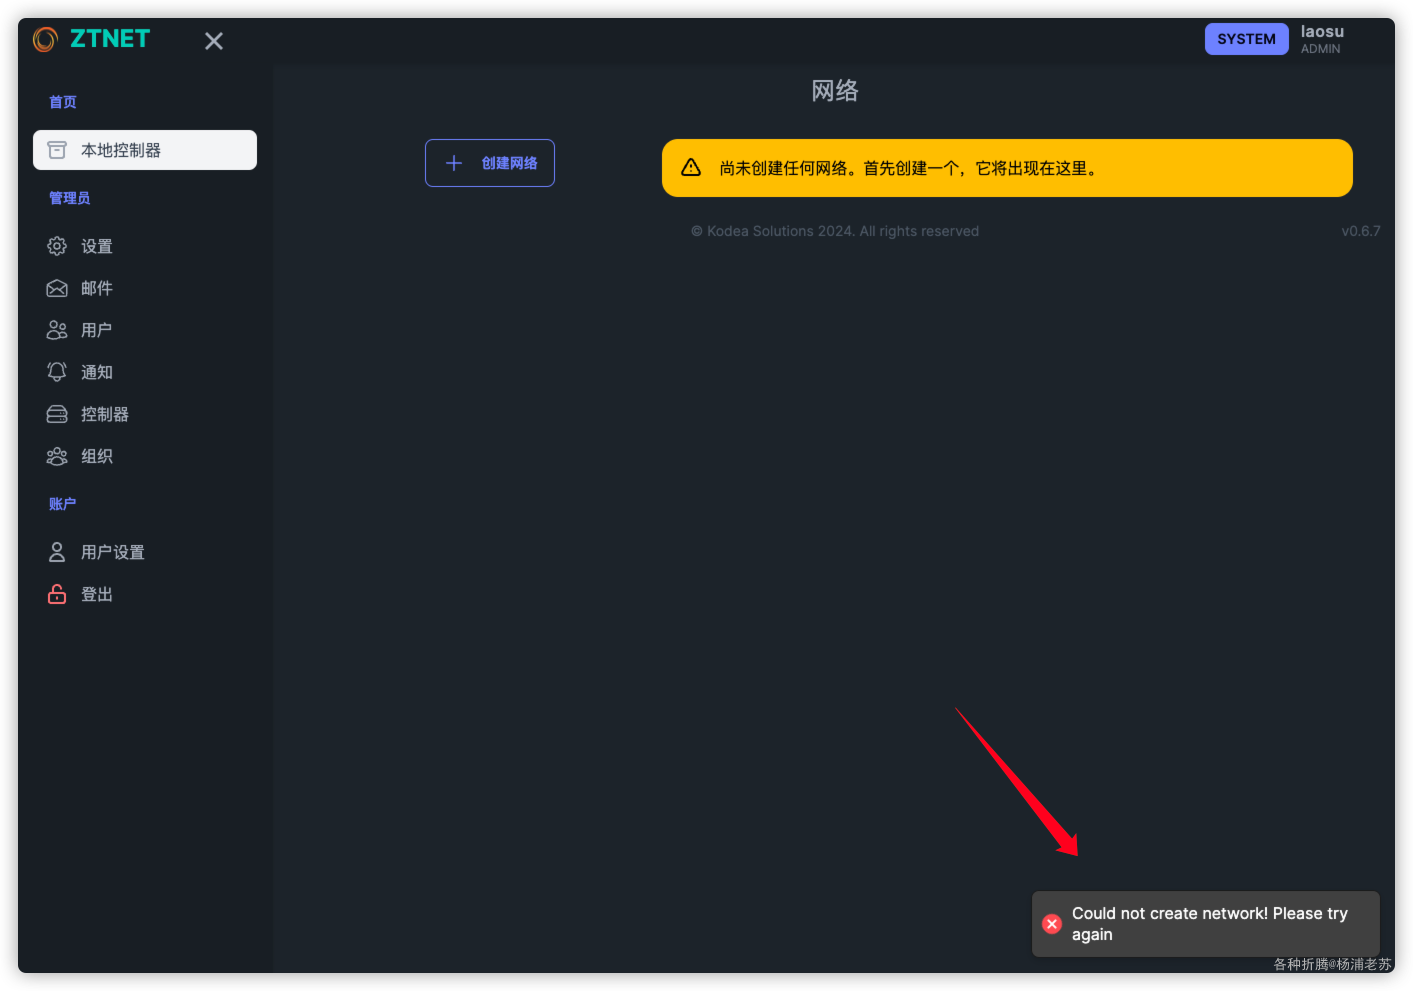 ZTNET
SYSTEM
laosu
ADMIN
首页
本地控制器
管理员
设置
邮件
用户
通知
控制器
组织
账户
用户设置
登出
网络
创建网络
尚未创建任何网络。首先创建一个，它将出现在这里。
© Kodea Solutions 2024. All rights reserved
v0.6.7
Could not create network! Please try
again
各种折腾@杨浦老苏